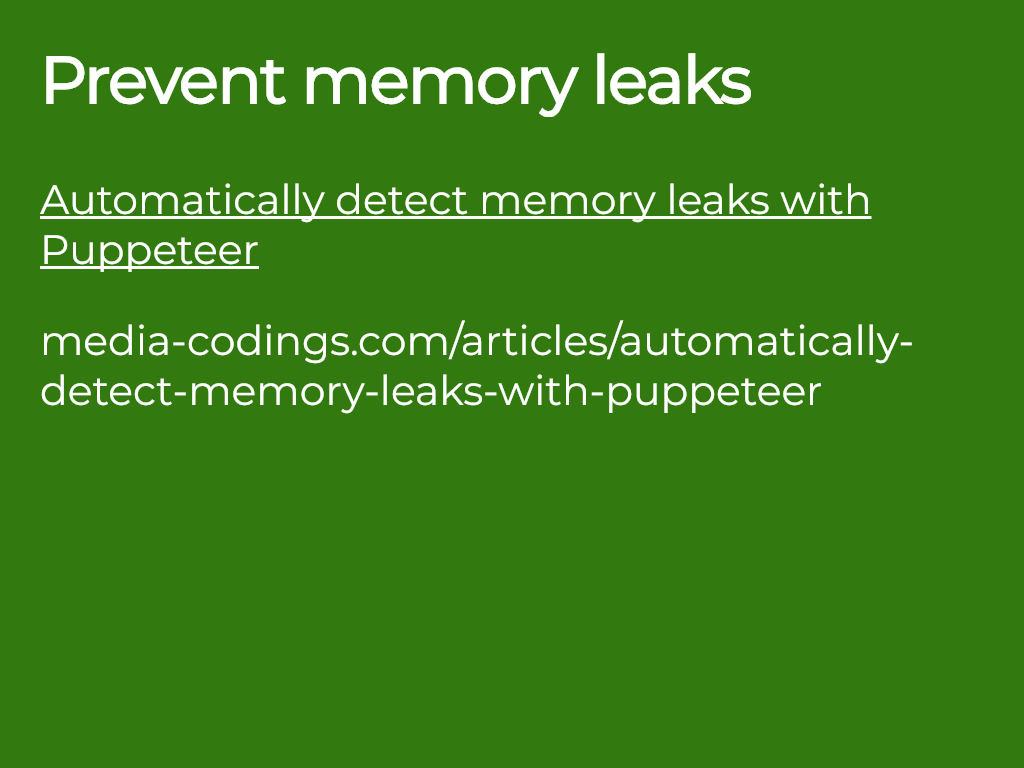 Prevent memory leaks
Automatically detect memory leaks with
Puppeteer
media-codings.com/articles/automatically-
detect-memory-leaks-with-puppeteer